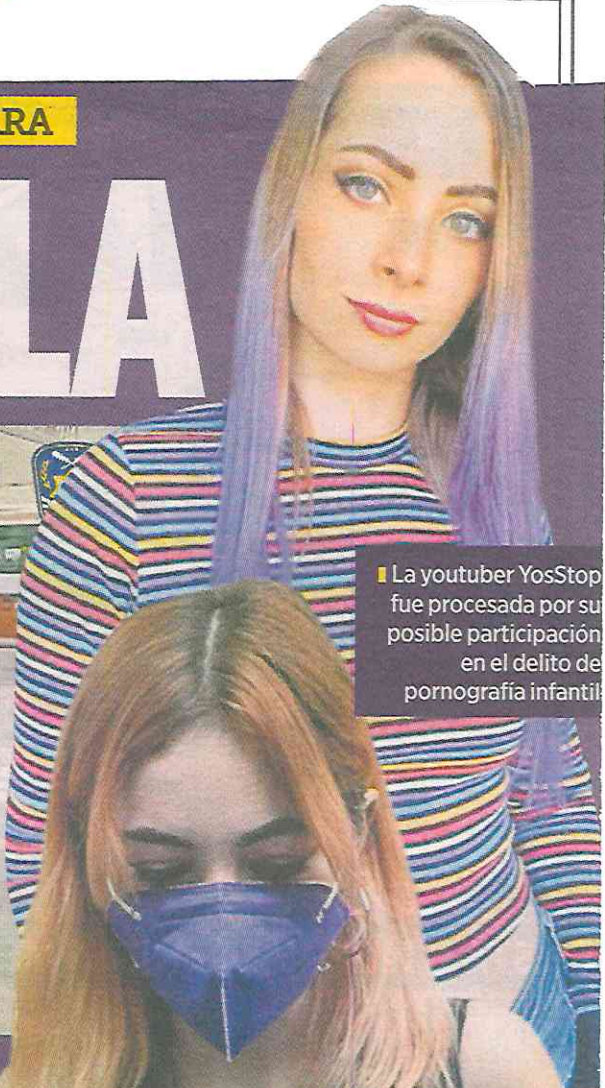 RA
LA
La youtuber YosStop
fue procesada por su
posible participación
en el delito de
pornografía infantil